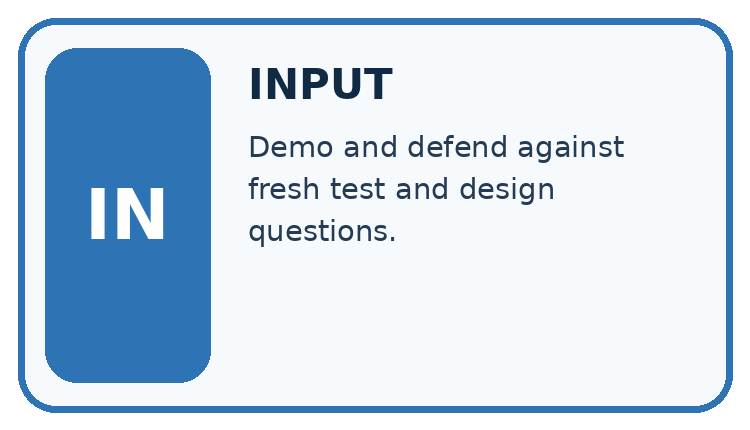 IN
INPUT
Demo and defend against
fresh test and design
questions.